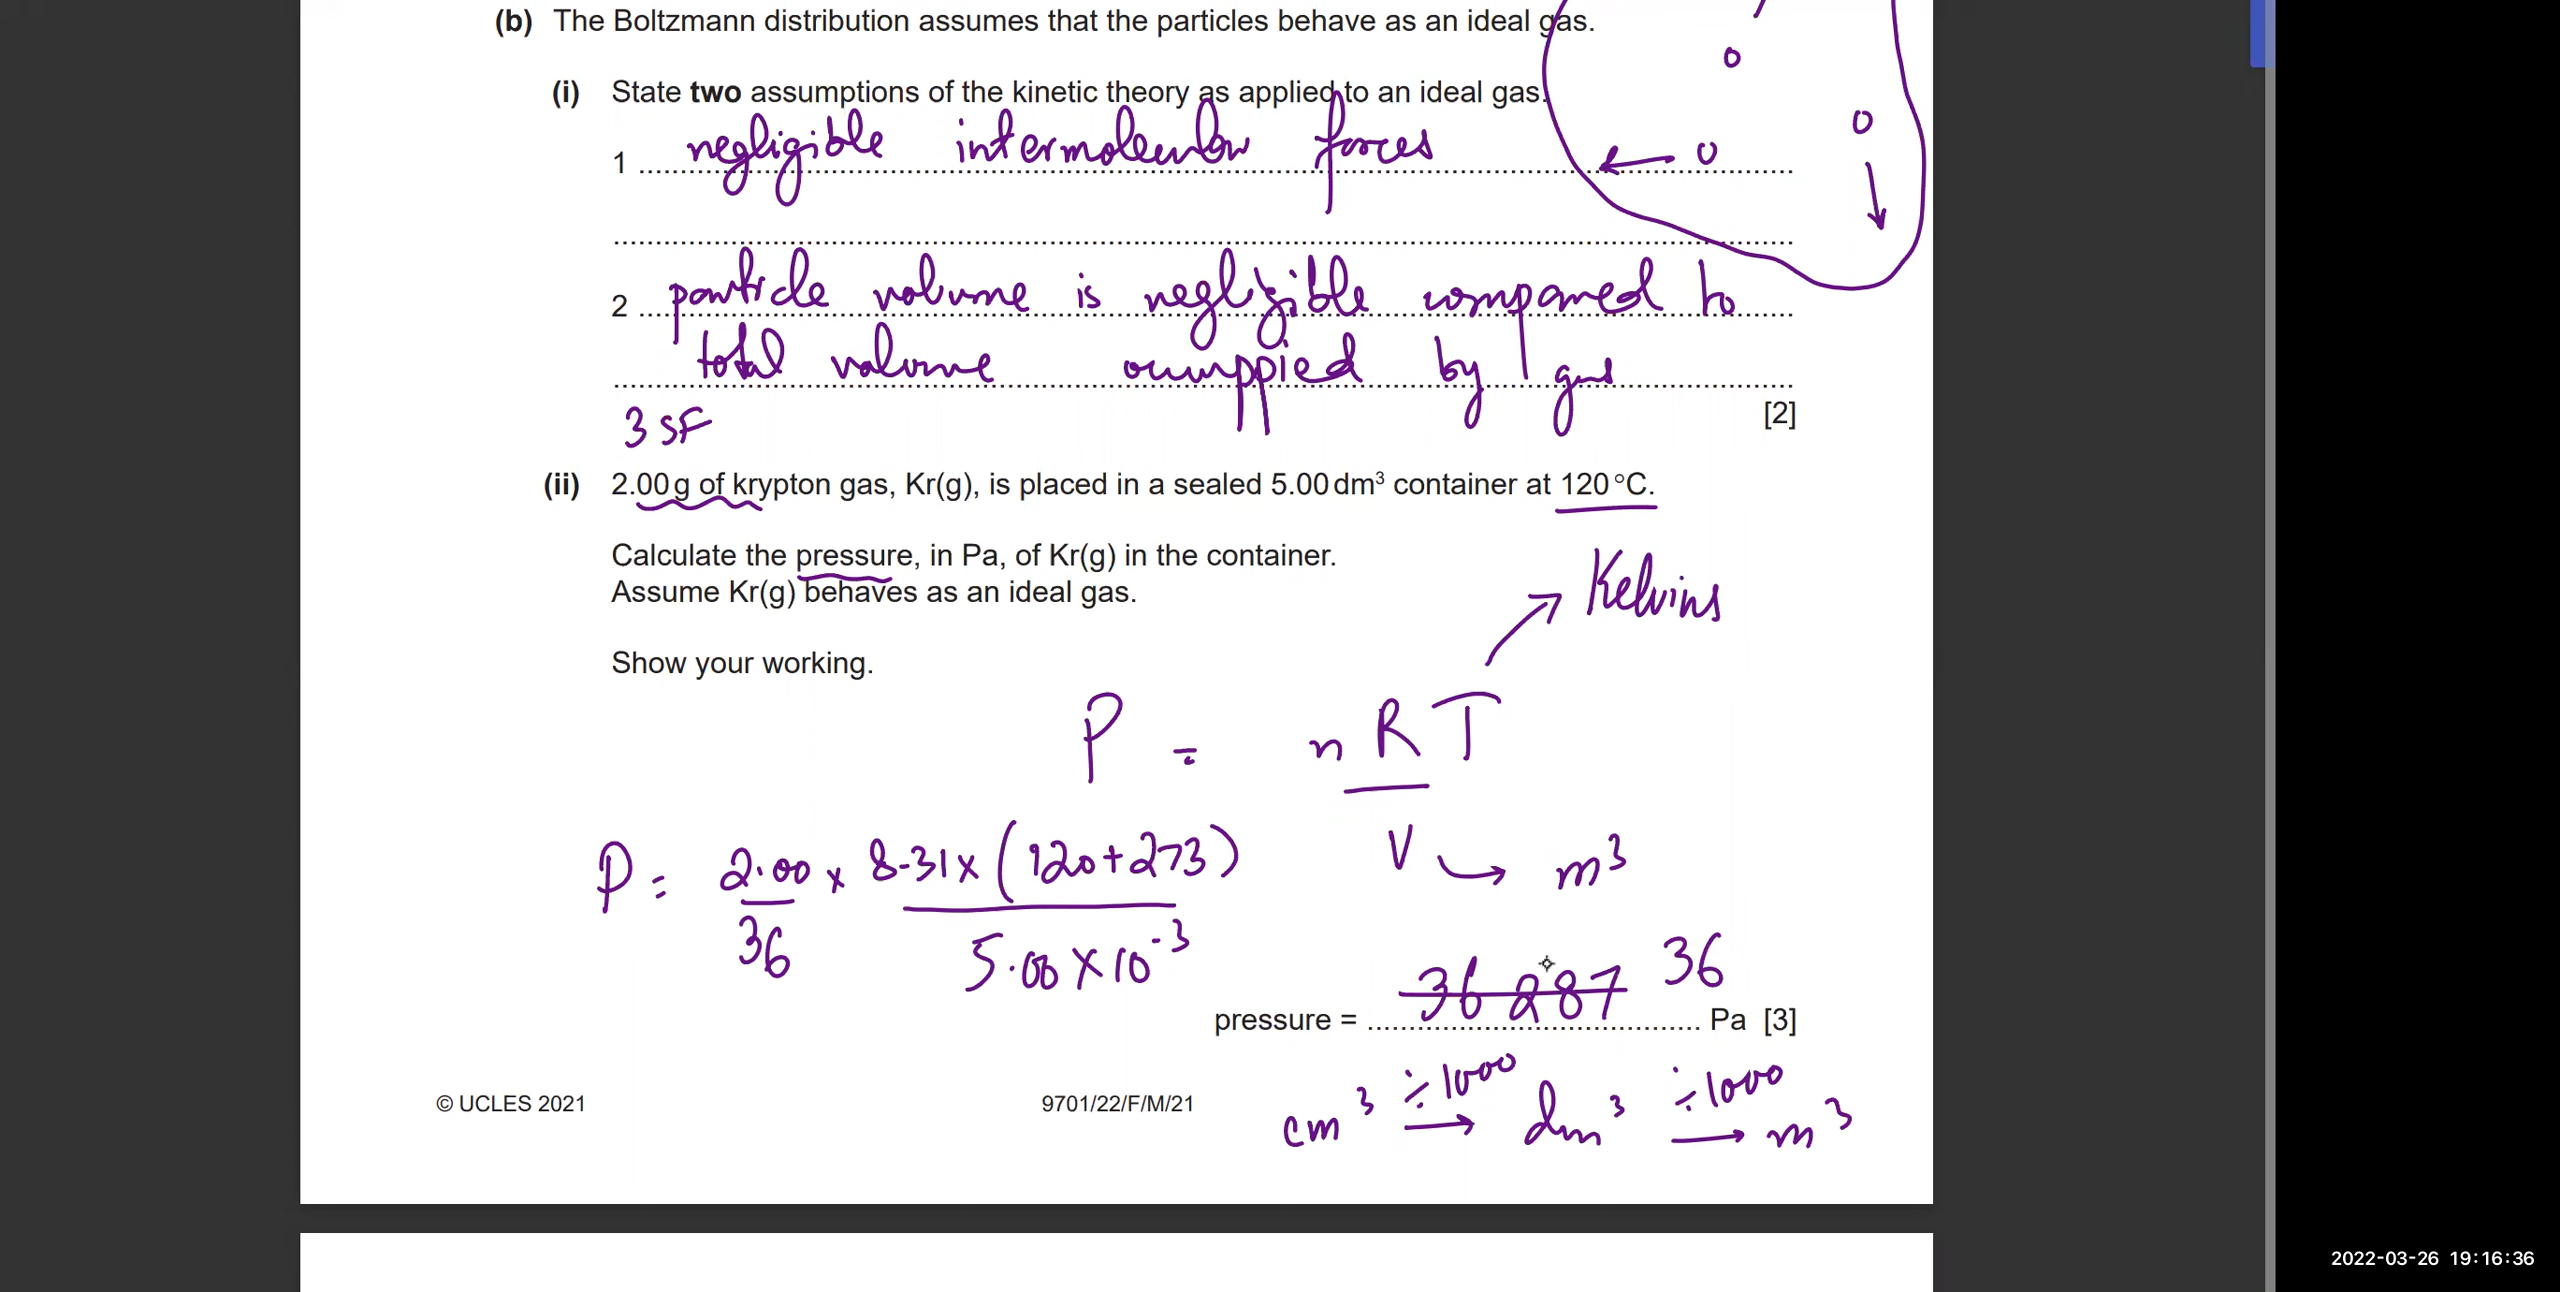 (b) The Boltzmann distribution assumes that the particles behave as an ideal gas.
(i) State two assumptions of the kinetic theory as applied to an ideal gas.
1 negligible intermolecular forces
2 particle volume is negligible compared to
total volume occuppied by gas
[2]
3 SF
(ii) 2.00 g of krypton gas, Kr(g), is placed in a sealed 5.00 dm³ container at 120 °C.
Calculate the pressure, in Pa, of Kr(g) in the container.
Assume Kr(g) behaves as an ideal gas.
Kelvins
Show your working.
P = nRT
V → m³
P = 2.00 × 8.31 × (120+273)
36 5.00 × 10⁻³
36 287 36
pressure = Pa [3]
cm³ ÷1000 → dm³ ÷1000 → m³
© UCLES 2021 9701/22/F/M/21
2022-03-26 19:16:36